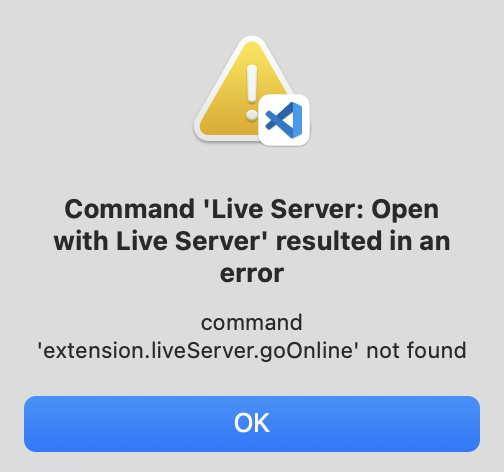 Command 'Live Server: Open
with Live Server' resulted in an
error
command
'extension.liveServer.goOnline' not found
OK